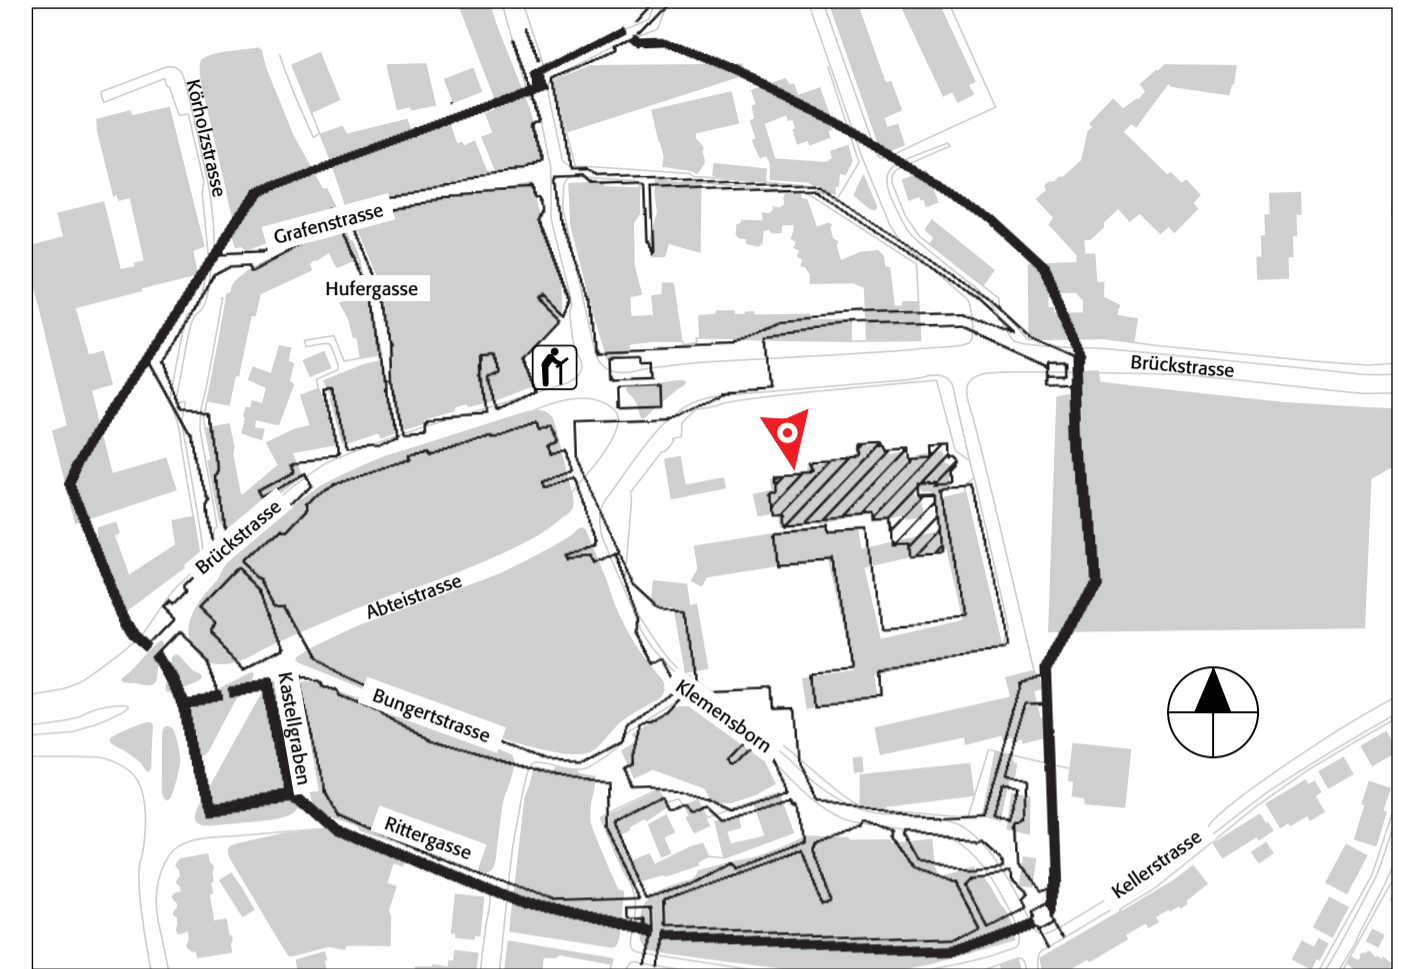 Körholzstrasse
Grafenstrasse
Hufergasse
Brückstrasse
Brückstrasse
Abteistrasse
Kastellgraben
Bungertstrasse
Klemensborn
Rittergasse
Kellerstrasse